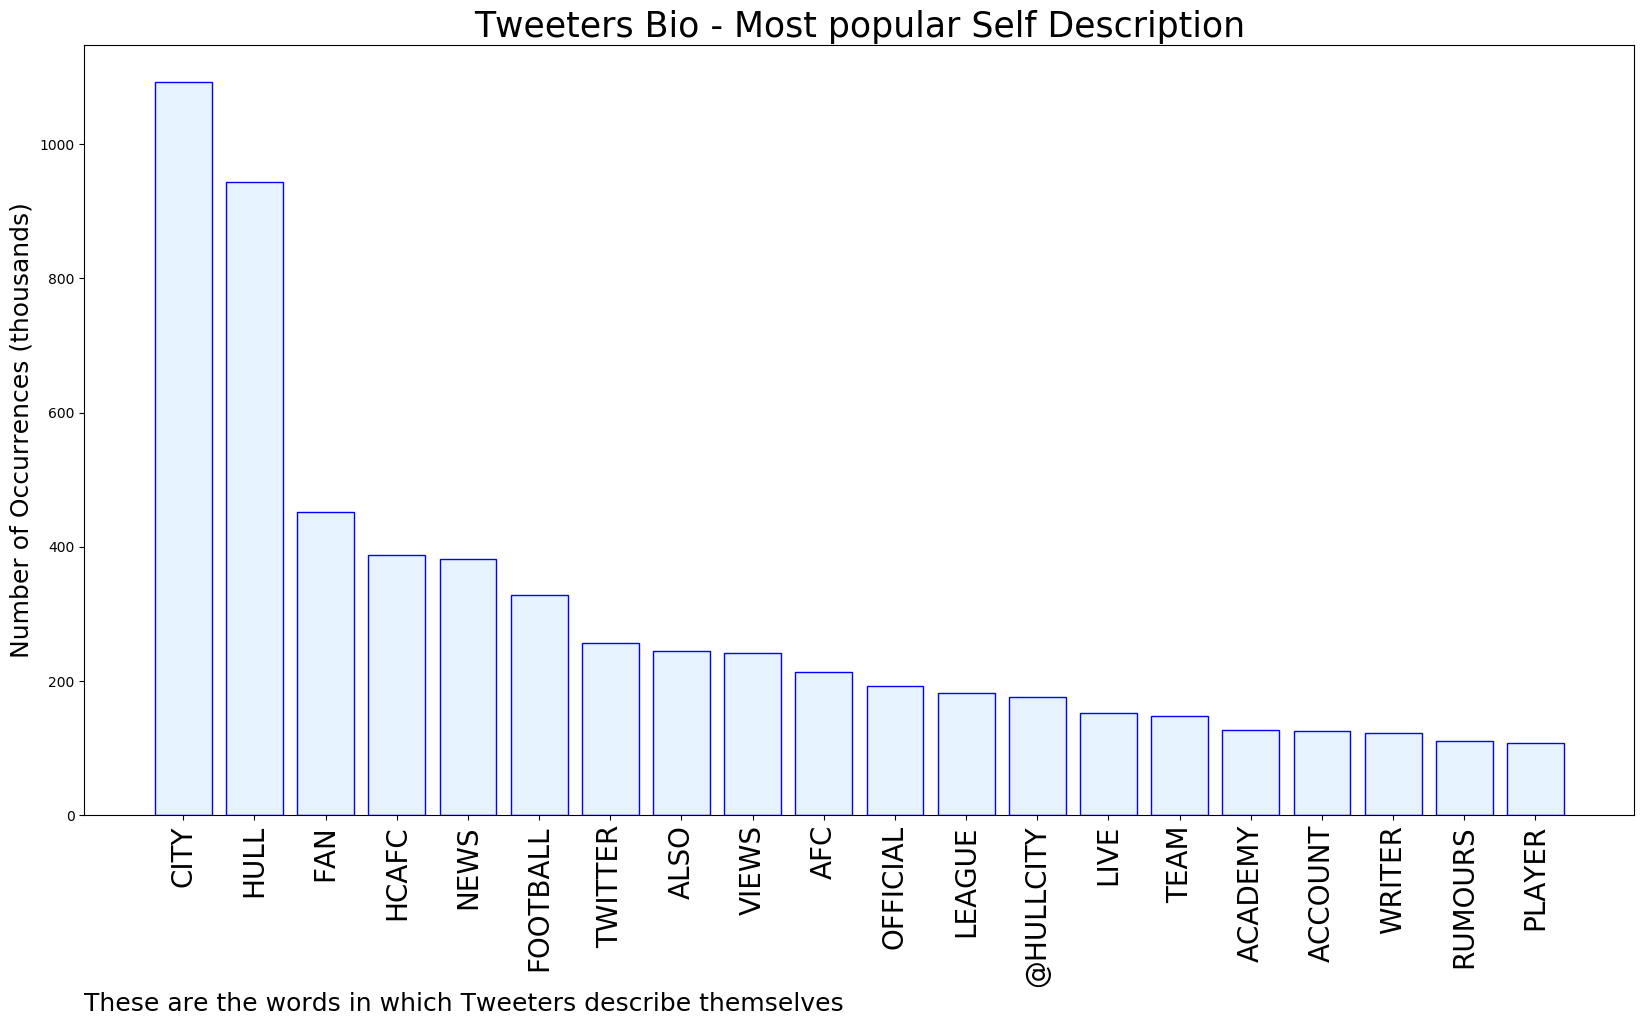 Tweeters Bio - Most popular Self Description
Number of Occurrences (thousands)
1000
800
600
400
200
0
CITY
HULL
FAN
HCAFC
NEWS
FOOTBALL
TWITTER
ALSO
VIEWS
AFC
OFFICIAL
LEAGUE
@HULLCITY
LIVE
TEAM
ACADEMY
ACCOUNT
WRITER
RUMOURS
PLAYER
These are the words in which Tweeters describe themselves